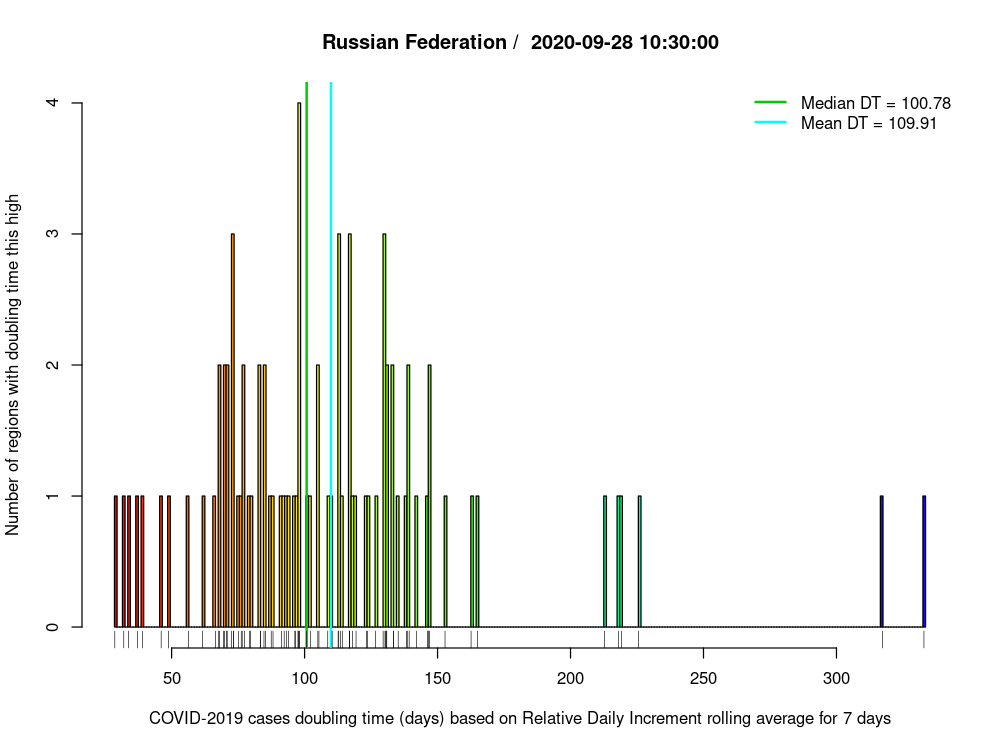 Russian Federation /  2020-09-28 10:30:00
Median DT = 100.78
Mean DT = 109.91
Number of regions with doubling time this high
4
3
2
1
0
50 100 150 200 250 300
COVID-2019 cases doubling time (days) based on Relative Daily Increment rolling average for 7 days